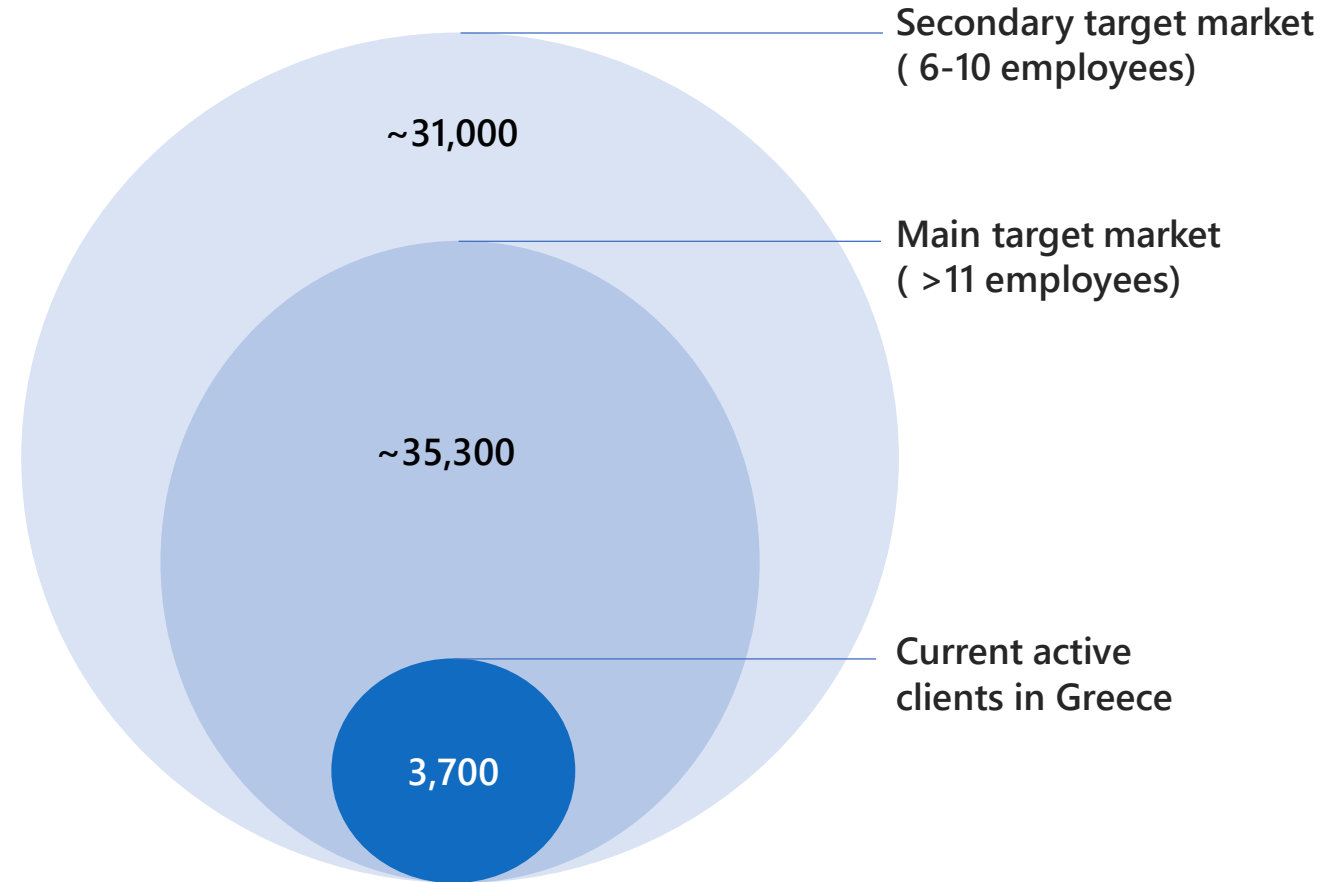 Secondary target market
( 6-10 employees)
~31,000
Main target market
( >11 employees)
~35,300
Current active
clients in Greece
3,700